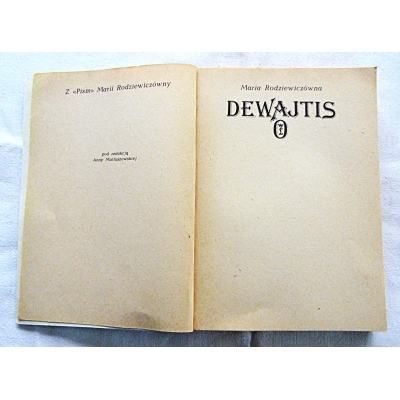 Z «Pism» Marii Rodziewiczówny
pod redakcją
Anny Martuszewskiej
Maria Rodziewiczówna
DEWAJTIS